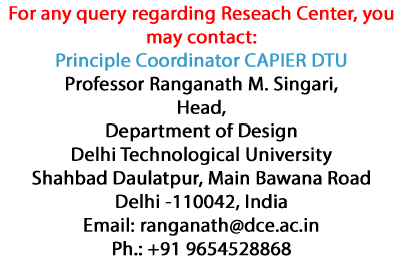 For any query regarding Reseach Center, you
may contact:
Principle Coordinator CAPIER DTU
Professor Ranganath M. Singari,
Head,
Department of Design
Delhi Technological University
Shahbad Daulatpur, Main Bawana Road
Delhi -110042, India
Email: ranganath@dce.ac.in
Ph.: +91 9654528868